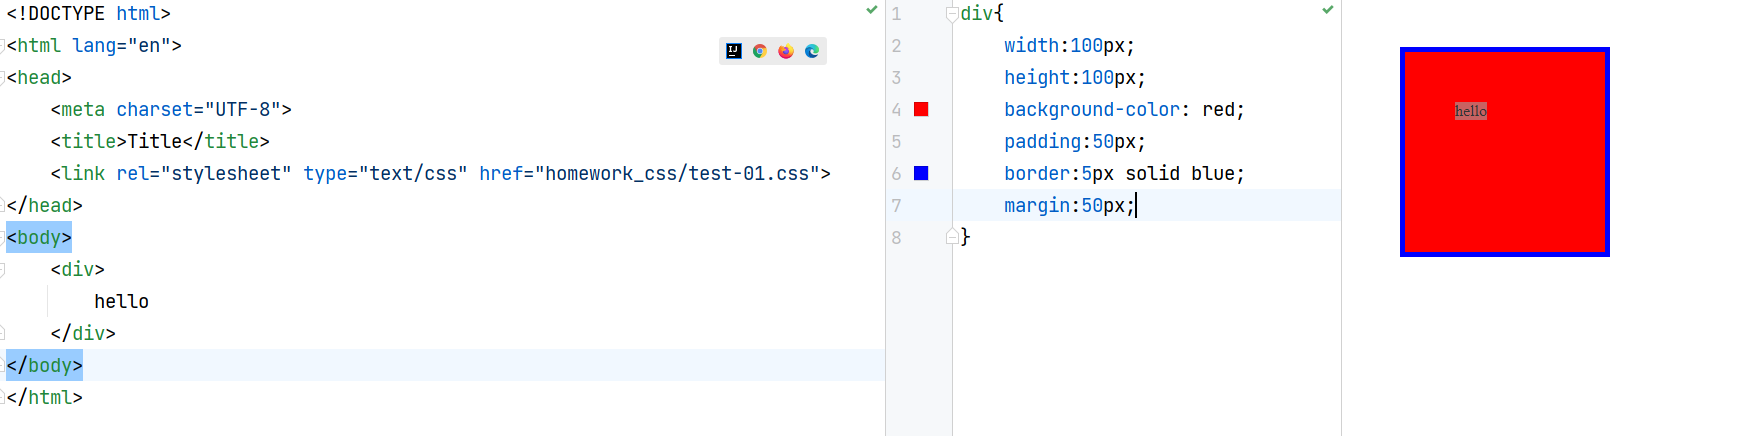 <!DOCTYPE html>
<html lang="en">
<head>
    <meta charset="UTF-8">
    <title>Title</title>
    <link rel="stylesheet" type="text/css" href="homework_css/test-01.css">
</head>
<body>
    <div>
        hello
    </div>
</body>
</html>
1 div{
2     width:100px;
3     height:100px;
4     background-color: red;
5     padding:50px;
6     border:5px solid blue;
7     margin:50px;
8 }
hello